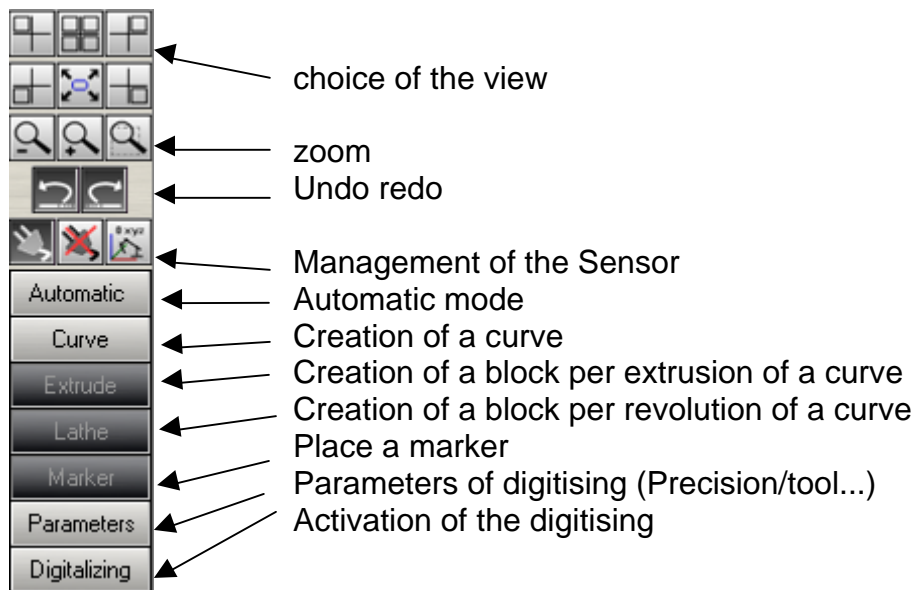 choice of the view
zoom
Undo redo
0 xyz
Management of the Sensor
Automatic
Automatic mode
Curve
Creation of a curve
Extrude
Creation of a block per extrusion of a curve
Lathe
Creation of a block per revolution of a curve
Marker
Place a marker
Parameters
Parameters of digitising (Precision/tool...)
Digitalizing
Activation of the digitising